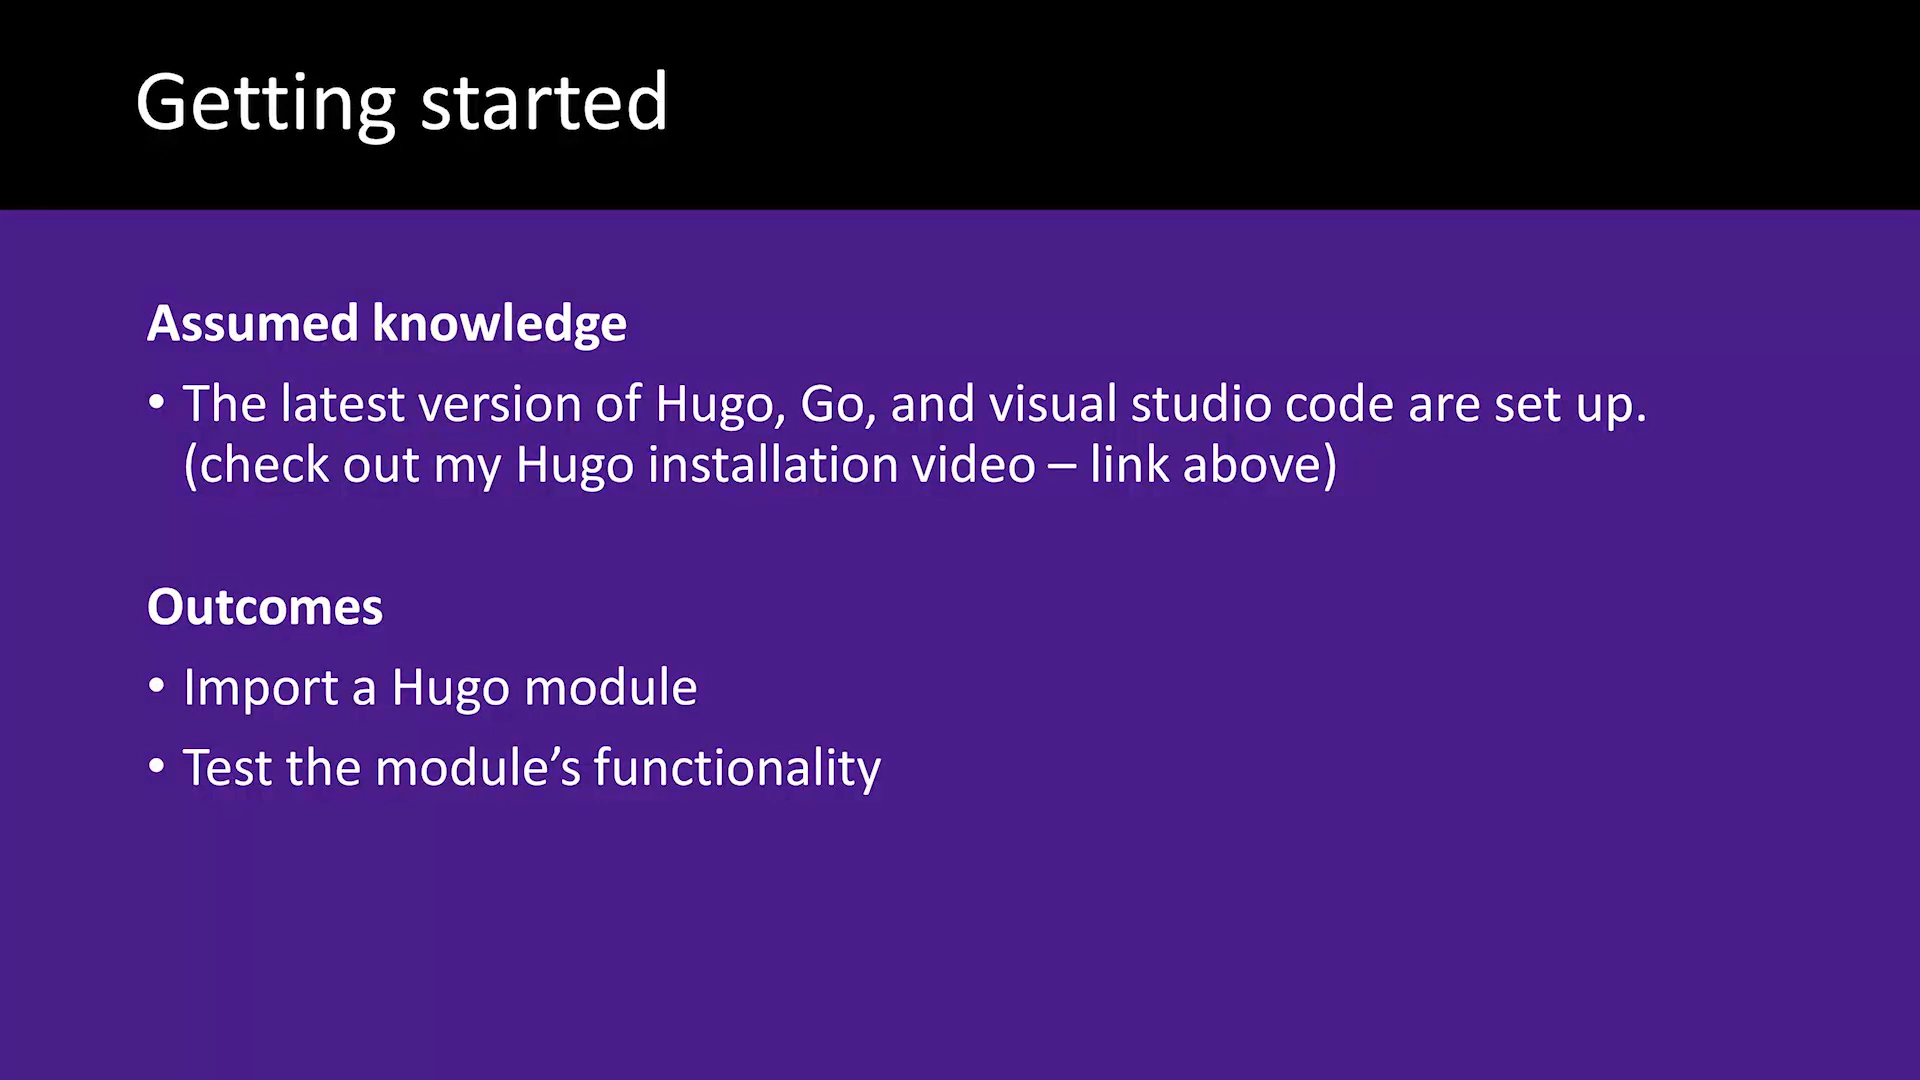 Getting started
Assumed knowledge
• The latest version of Hugo, Go, and visual studio code are set up.
(check out my Hugo installation video – link above)
Outcomes
• Import a Hugo module
• Test the module’s functionality